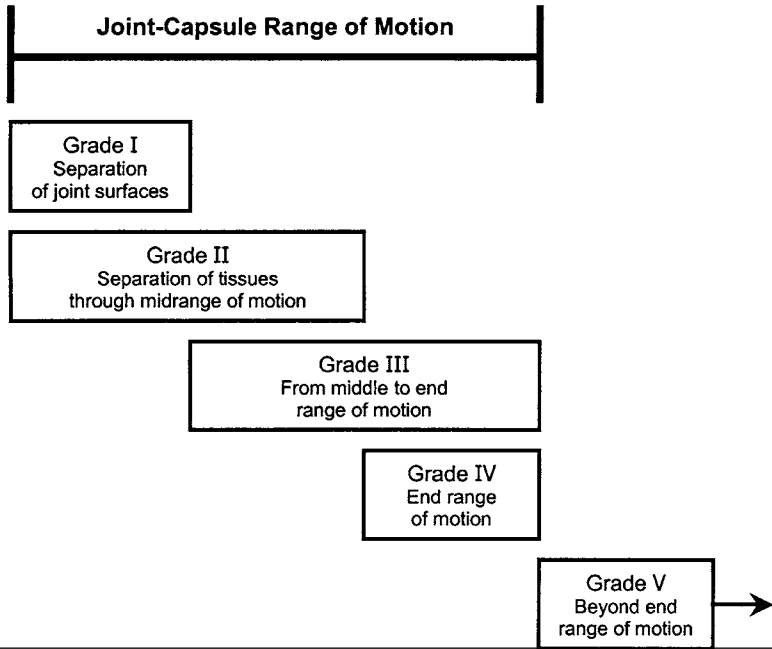 Joint-Capsule Range of Motion
Grade I
Separation
of joint surfaces
Grade II
Separation of tissues
through midrange of motion
Grade III
From middle to end
range of motion
Grade IV
End range
of motion
Grade V
Beyond end
range of motion